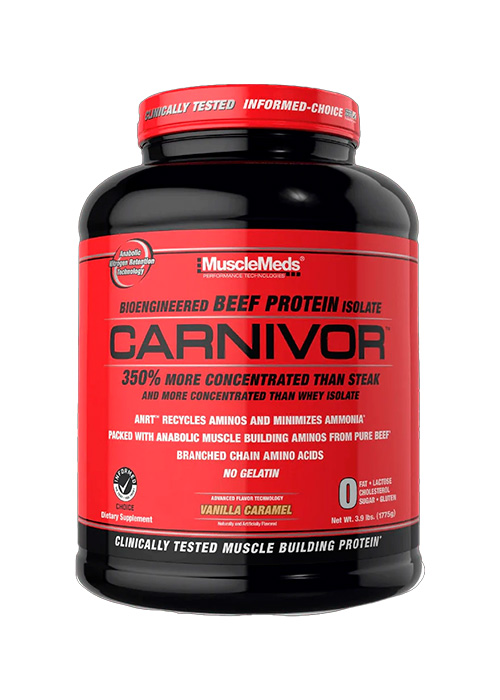 CLINICALLY TESTED INFORMED-CHOICE
Anabolic
Nitrogen Retention
Technology
MuscleMeds®
PERFORMANCE TECHNOLOGIES
BIOENGINEERED BEEF PROTEIN ISOLATE
CARNIVOR™
350% MORE CONCENTRATED THAN STEAK
AND MORE CONCENTRATED THAN WHEY ISOLATE
ANRT™ RECYCLES AMINOS AND MINIMIZES AMMONIA*
PACKED WITH ANABOLIC MUSCLE BUILDING AMINOS FROM PURE BEEF*
BRANCHED CHAIN AMINO ACIDS
NO GELATIN
INFORMED
CHOICE
Dietary Supplement
ADVANCED FLAVOR TECHNOLOGY
VANILLA CARAMEL
Naturally and Artificially Flavored
0 FAT • LACTOSE
CHOLESTEROL
SUGAR • GLUTEN
Net Wt. 3.9 lbs. (1775g)
CLINICALLY TESTED MUSCLE BUILDING PROTEIN*